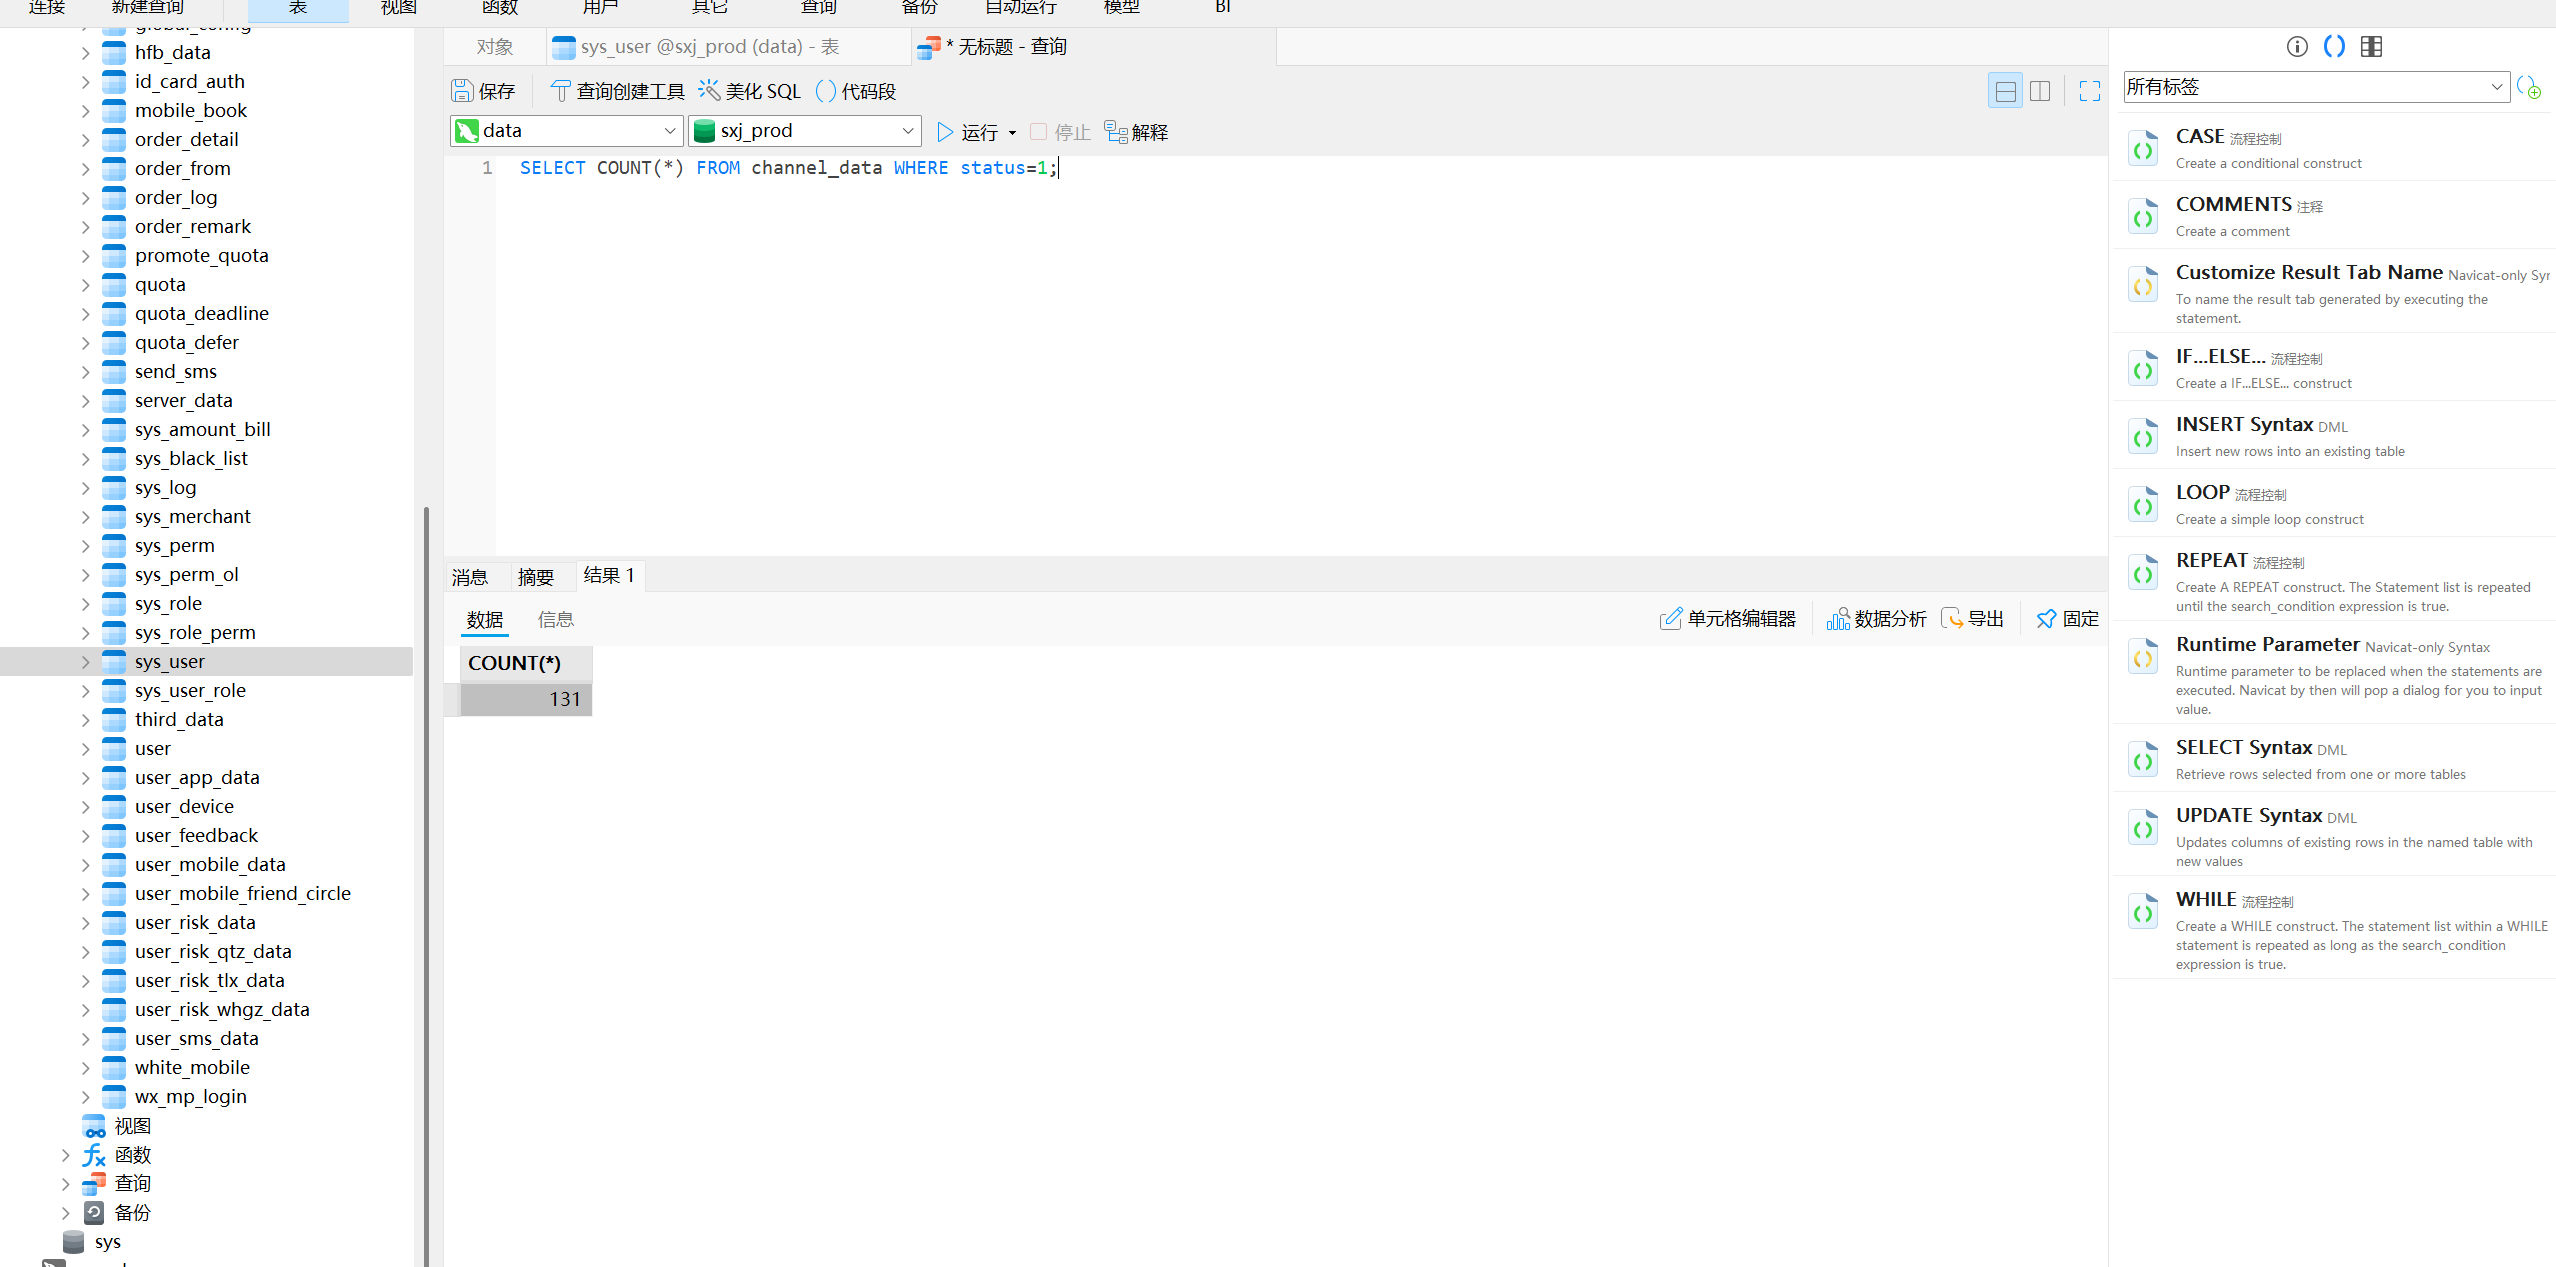 连接 新建查询 表 视图 函数 用户 其它 查询 备份 自动运行 模型 BI
global_config
hfb_data
id_card_auth
mobile_book
order_detail
order_from
order_log
order_remark
promote_quota
quota
quota_deadline
quota_defer
send_sms
server_data
sys_amount_bill
sys_black_list
sys_log
sys_merchant
sys_perm
sys_perm_ol
sys_role
sys_role_perm
sys_user
sys_user_role
third_data
user
user_app_data
user_device
user_feedback
user_mobile_data
user_mobile_friend_circle
user_risk_data
user_risk_qtz_data
user_risk_tlx_data
user_risk_whgz_data
user_sms_data
white_mobile
wx_mp_login
视图
函数
查询
备份
sys
对象 sys_user @sxj_prod (data) - 表 * 无标题 - 查询
保存 查询创建工具 美化 SQL 代码段
data sxj_prod 运行 停止 解释
1 SELECT COUNT(*) FROM channel_data WHERE status=1;
消息 摘要 结果 1
数据 信息 单元格编辑器 数据分析 导出 固定
COUNT(*)
131
所有标签
CASE 流程控制
Create a conditional construct
COMMENTS 注释
Create a comment
Customize Result Tab Name Navicat-only Syn
To name the result tab generated by executing the
statement.
IF...ELSE... 流程控制
Create a IF...ELSE... construct
INSERT Syntax DML
Insert new rows into an existing table
LOOP 流程控制
Create a simple loop construct
REPEAT 流程控制
Create A REPEAT construct. The Statement list is repeated
until the search_condition expression is true.
Runtime Parameter Navicat-only Syntax
Runtime parameter to be replaced when the statements are
executed. Navicat by then will pop a dialog for you to input
value.
SELECT Syntax DML
Retrieve rows selected from one or more tables
UPDATE Syntax DML
Updates columns of existing rows in the named table with
new values
WHILE 流程控制
Create a WHILE construct. The statement list within a WHILE
statement is repeated as long as the search_condition
expression is true.